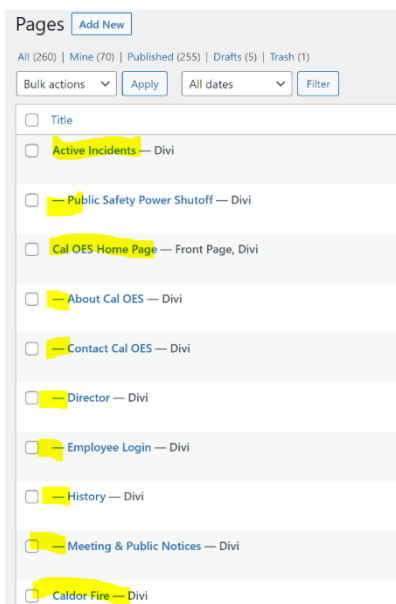 Pages Add New
All (260) | Mine (70) | Published (255) | Drafts (5) | Trash (1)
Bulk actions Apply All dates Filter
Title
Active Incidents — Divi
— Public Safety Power Shutoff — Divi
Cal OES Home Page — Front Page, Divi
— About Cal OES — Divi
— Contact Cal OES — Divi
— Director — Divi
— Employee Login — Divi
— History — Divi
— Meeting & Public Notices — Divi
Caldor Fire — Divi